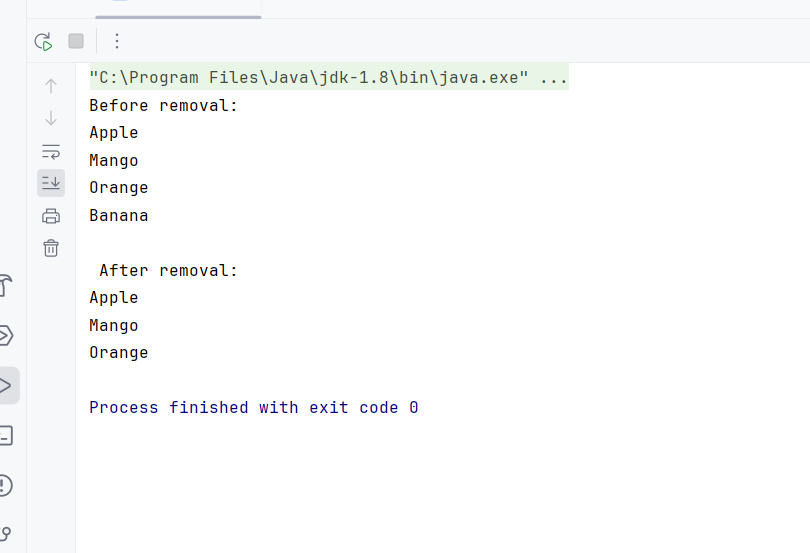 "C:\Program Files\Java\jdk-1.8\bin\java.exe" ...
Before removal:
Apple
Mango
Orange
Banana
After removal:
Apple
Mango
Orange
Process finished with exit code 0